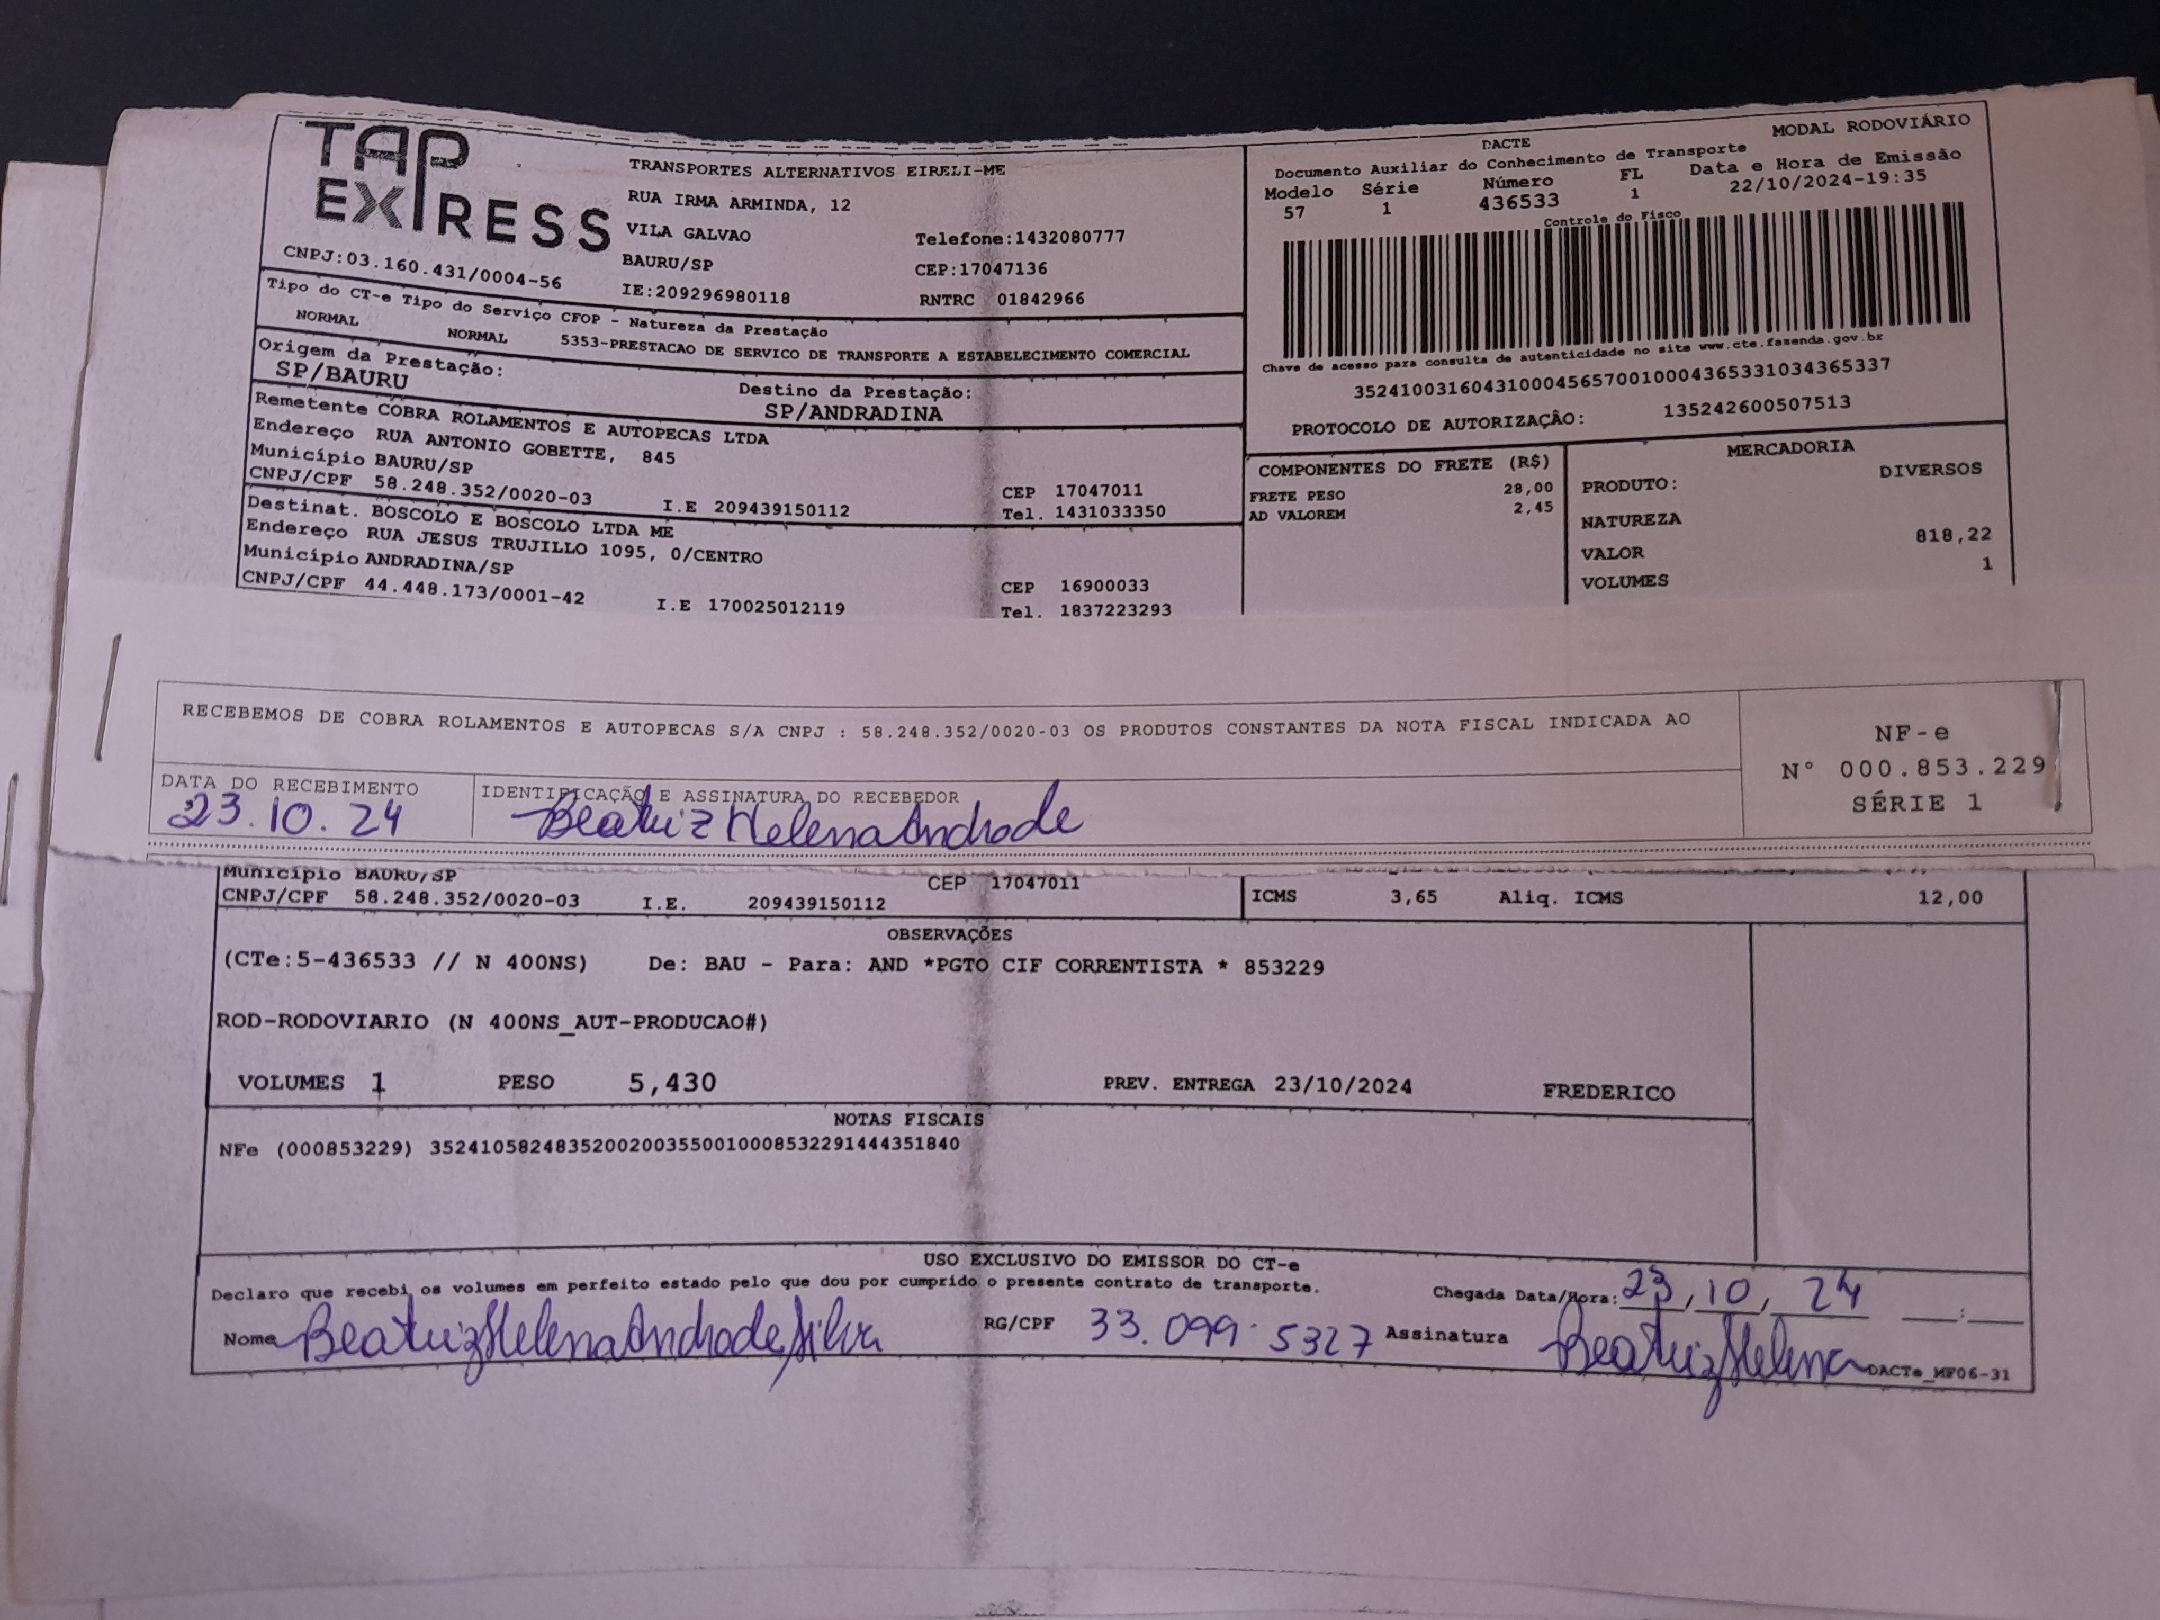 TAP EXPRESS
TRANSPORTES ALTERNATIVOS EIRELI-ME
RUA IRMA ARMINDA, 12
VILA GALVAO Telefone:1432080777
BAURU/SP CEP:17047136
CNPJ:03.160.431/0004-56 IE:209296980118 RNTRC 01842966
DACTE MODAL RODOVIÁRIO
Documento Auxiliar do Conhecimento de Transporte
Modelo Série Número FL Data e Hora de Emissão
57 1 436533 1 22/10/2024-19:35
Controle do Fisco
Chave de acesso para consulta de autenticidade no site www.cte.fazenda.gov.br
35241003160431000456570010004365331034365337
PROTOCOLO DE AUTORIZAÇÃO: 135242600507513
Tipo do CT-e Tipo do Serviço CFOP - Natureza da Prestação
NORMAL NORMAL 5353-PRESTACAO DE SERVICO DE TRANSPORTE A ESTABELECIMENTO COMERCIAL
Origem da Prestação: Destino da Prestação:
SP/BAURU SP/ANDRADINA
Remetente COBRA ROLAMENTOS E AUTOPECAS LTDA
Endereço RUA ANTONIO GOBETTE, 845
Município BAURU/SP CEP 17047011
CNPJ/CPF 58.248.352/0020-03 I.E 209439150112 Tel. 1431033350
Destinat. BOSCOLO E BOSCOLO LTDA ME
Endereço RUA JESUS TRUJILLO 1095, 0/CENTRO
Município ANDRADINA/SP CEP 16900033
CNPJ/CPF 44.448.173/0001-42 I.E 170025012119 Tel. 1837223293
COMPONENTES DO FRETE (R$)
FRETE PESO 28,00
AD VALOREM 2,45
MERCADORIA
PRODUTO: DIVERSOS
NATUREZA
VALOR 818,22
VOLUMES 1
RECEBEMOS DE COBRA ROLAMENTOS E AUTOPECAS S/A CNPJ : 58.248.352/0020-03 OS PRODUTOS CONSTANTES DA NOTA FISCAL INDICADA AO
NF-e
Nº 000.853.229
SÉRIE 1
DATA DO RECEBIMENTO IDENTIFICAÇÃO E ASSINATURA DO RECEBEDOR
23.10.24 Beatriz Helena Andrade
Município BAURU/SP CEP 17047011
CNPJ/CPF 58.248.352/0020-03 I.E. 209439150112
ICMS 3,65 Aliq. ICMS 12,00
OBSERVAÇÕES
(CTe:5-436533 // N 400NS) De: BAU - Para: AND *PGTO CIF CORRENTISTA * 853229
ROD-RODOVIARIO (N 400NS_AUT-PRODUCAO#)
VOLUMES 1 PESO 5,430 PREV. ENTREGA 23/10/2024 FREDERICO
NOTAS FISCAIS
NFe (000853229) 35241058248352002003550010008532291444351840
USO EXCLUSIVO DO EMISSOR DO CT-e
Declaro que recebi os volumes em perfeito estado pelo que dou por cumprido o presente contrato de transporte. Chegada Data/Hora: 23, 10, 24 :
Nome Beatriz Helena Andrade Silva RG/CPF 33.099.5327 Assinatura Beatriz Helena
DACTe_MF06-31